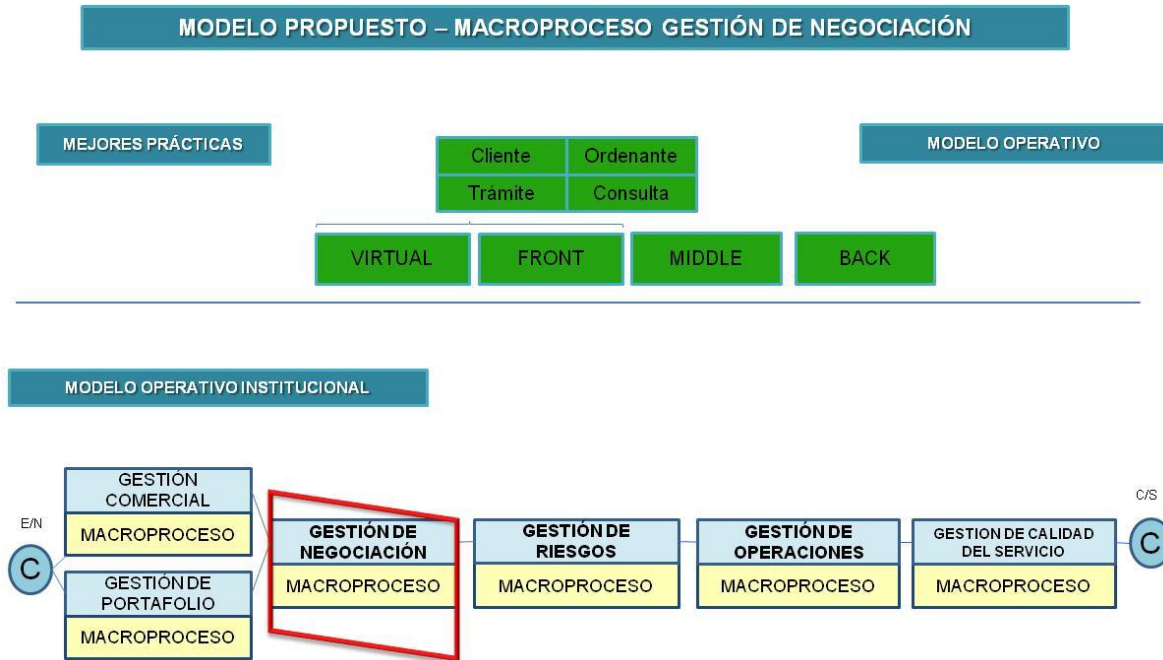 MODELO PROPUESTO – MACROPROCESO GESTIÓN DE NEGOCIACIÓN
MEJORES PRÁCTICAS
MODELO OPERATIVO
Cliente
Ordenante
Trámite
Consulta
VIRTUAL
FRONT
MIDDLE
BACK
MODELO OPERATIVO INSTITUCIONAL
E/N
C
GESTIÓN
COMERCIAL
MACROPROCESO
GESTIÓN DE
PORTAFOLIO
MACROPROCESO
GESTIÓN DE
NEGOCIACIÓN
MACROPROCESO
GESTIÓN DE
RIESGOS
MACROPROCESO
GESTIÓN DE
OPERACIONES
MACROPROCESO
GESTION DE CALIDAD
DEL SERVICIO
MACROPROCESO
C/S
C